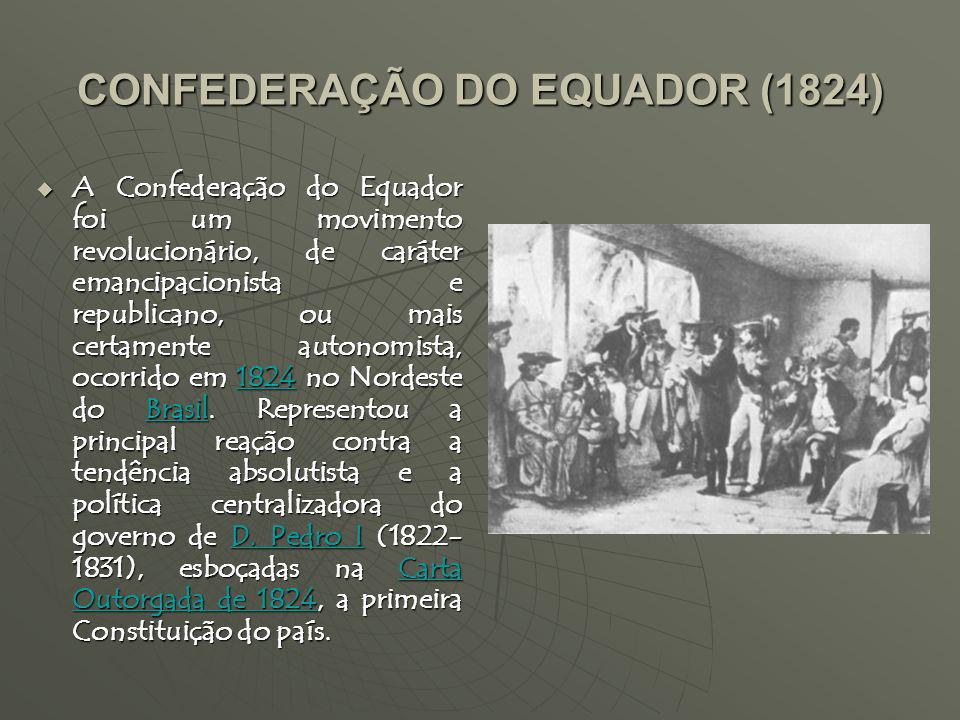 CONFEDERAÇÃO DO EQUADOR (1824)
A Confederação do Equador
foi um movimento
revolucionário, de caráter
emancipacionista e
republicano, ou mais
certamente autonomista,
ocorrido em 1824 no Nordeste
do Brasil. Representou a
principal reação contra a
tendência absolutista e a
política centralizadora do
governo de D. Pedro I (1822-
1831), esboçadas na Carta
Outorgada de 1824, a primeira
Constituição do país.